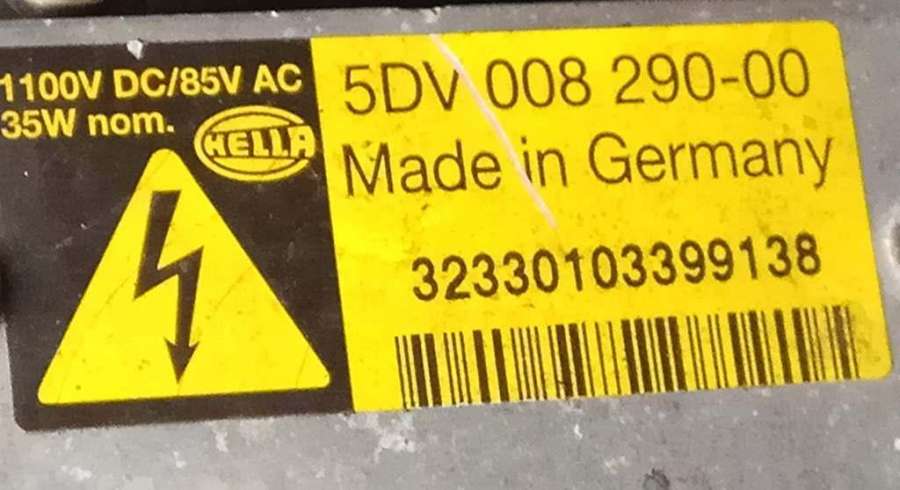 1100V DC/85V AC
35W nom.
HELLA
5DV 008 290-00
Made in Germany
32330103399138